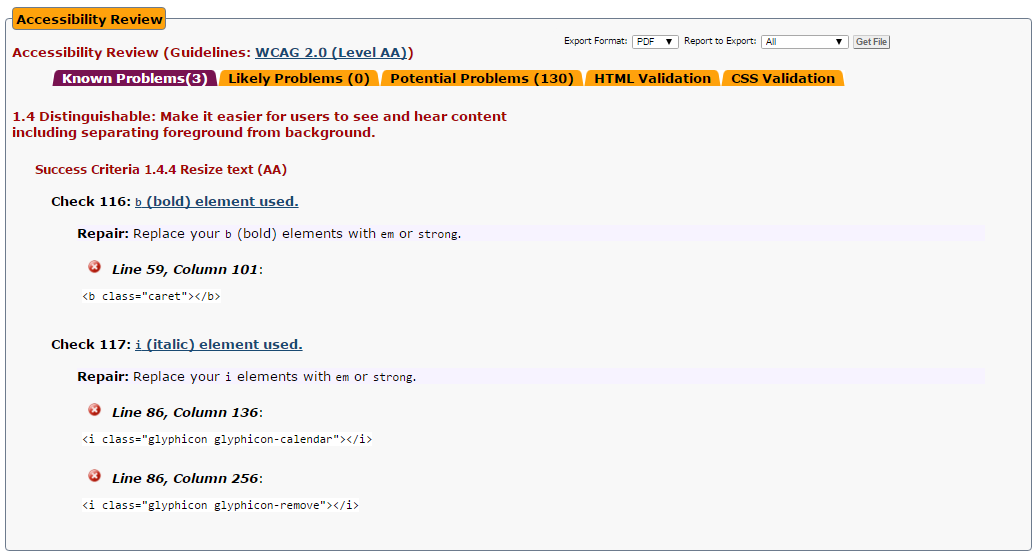 Accessibility Review
Accessibility Review (Guidelines: WCAG 2.0 (Level AA))
Export Format: PDF ▼ Report to Export: All ▼ Get File
Known Problems(3) Likely Problems (0) Potential Problems (130) HTML Validation CSS Validation
1.4 Distinguishable: Make it easier for users to see and hear content
including separating foreground from background.
Success Criteria 1.4.4 Resize text (AA)
Check 116: b (bold) element used.
Repair: Replace your b (bold) elements with em or strong.
Line 59, Column 101:
<b class="caret"></b>
Check 117: i (italic) element used.
Repair: Replace your i elements with em or strong.
Line 86, Column 136:
<i class="glyphicon glyphicon-calendar"></i>
Line 86, Column 256:
<i class="glyphicon glyphicon-remove"></i>